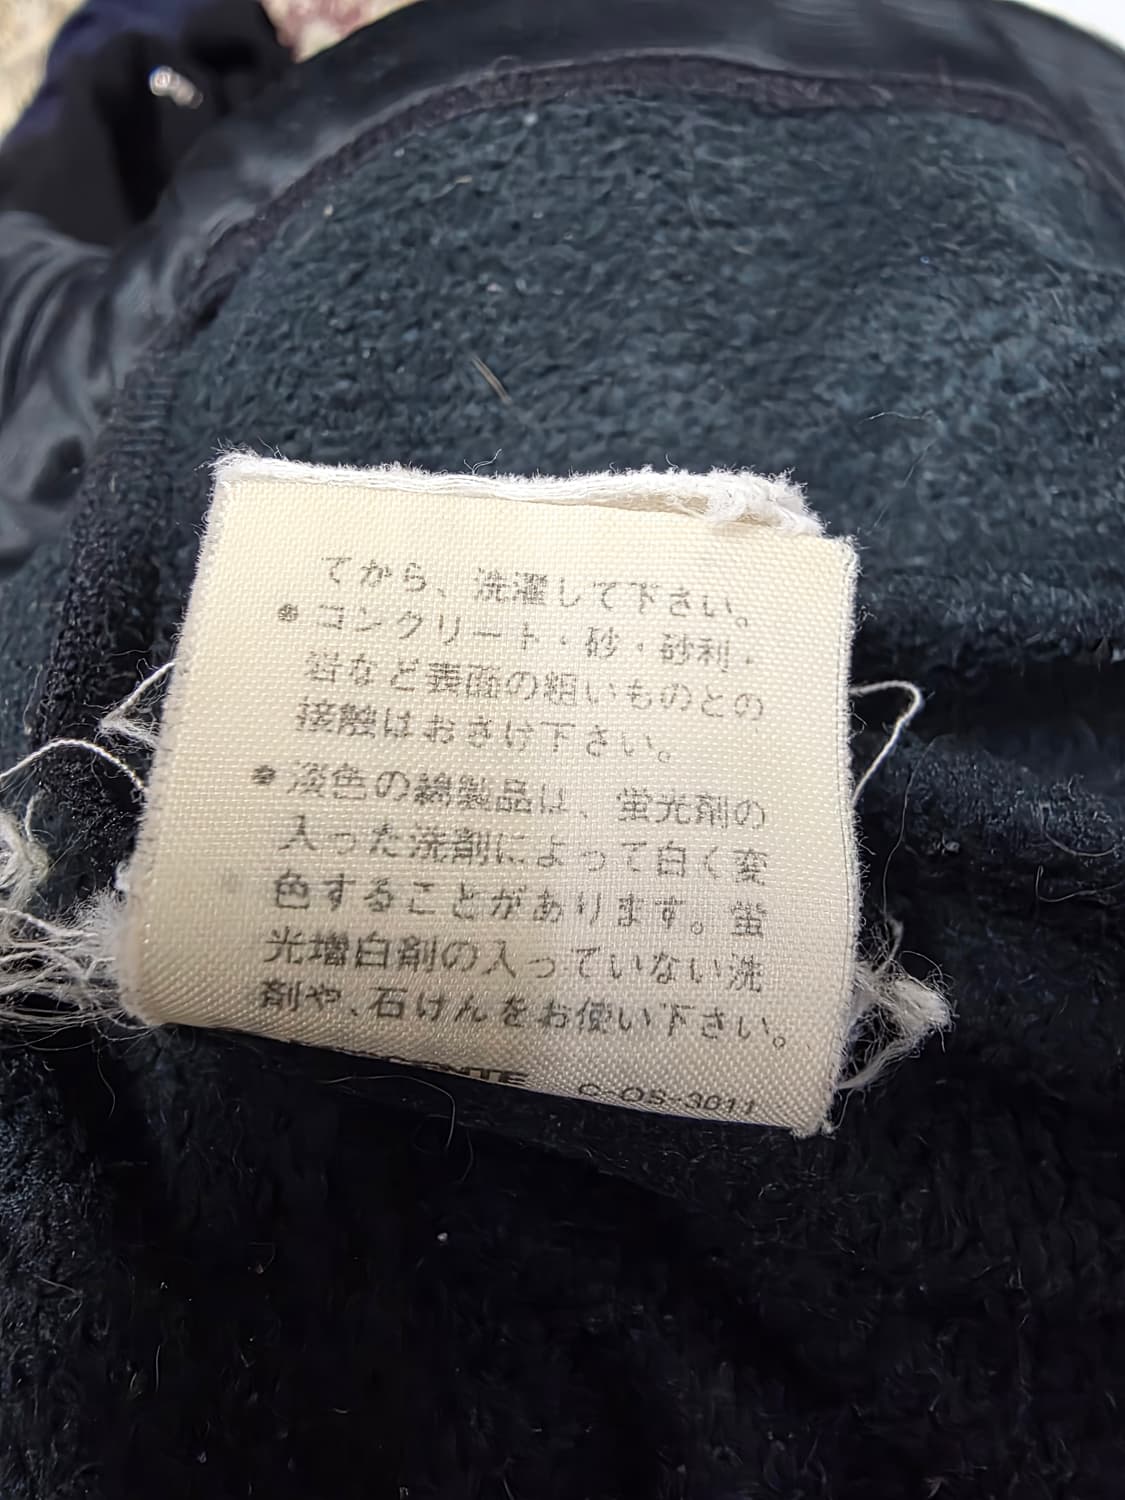 てから、洗濯して下さい。
●コンクリート・砂・砂利・
岩など表面の粗いものとの
接触はおさけ下さい。
●淡色の綿製品は、蛍光剤の
入った洗剤によって白く変
色することがあります。蛍
光増白剤の入っていない洗
剤や、石けんをお使い下さい。
C-OS-3011